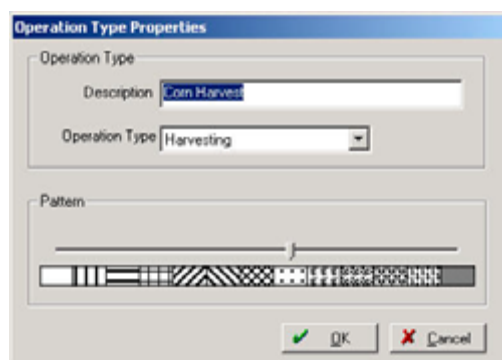 Operation Type Properties
Operation Type
Description Corn Harvest
Operation Type Harvesting
Pattern
OK Cancel